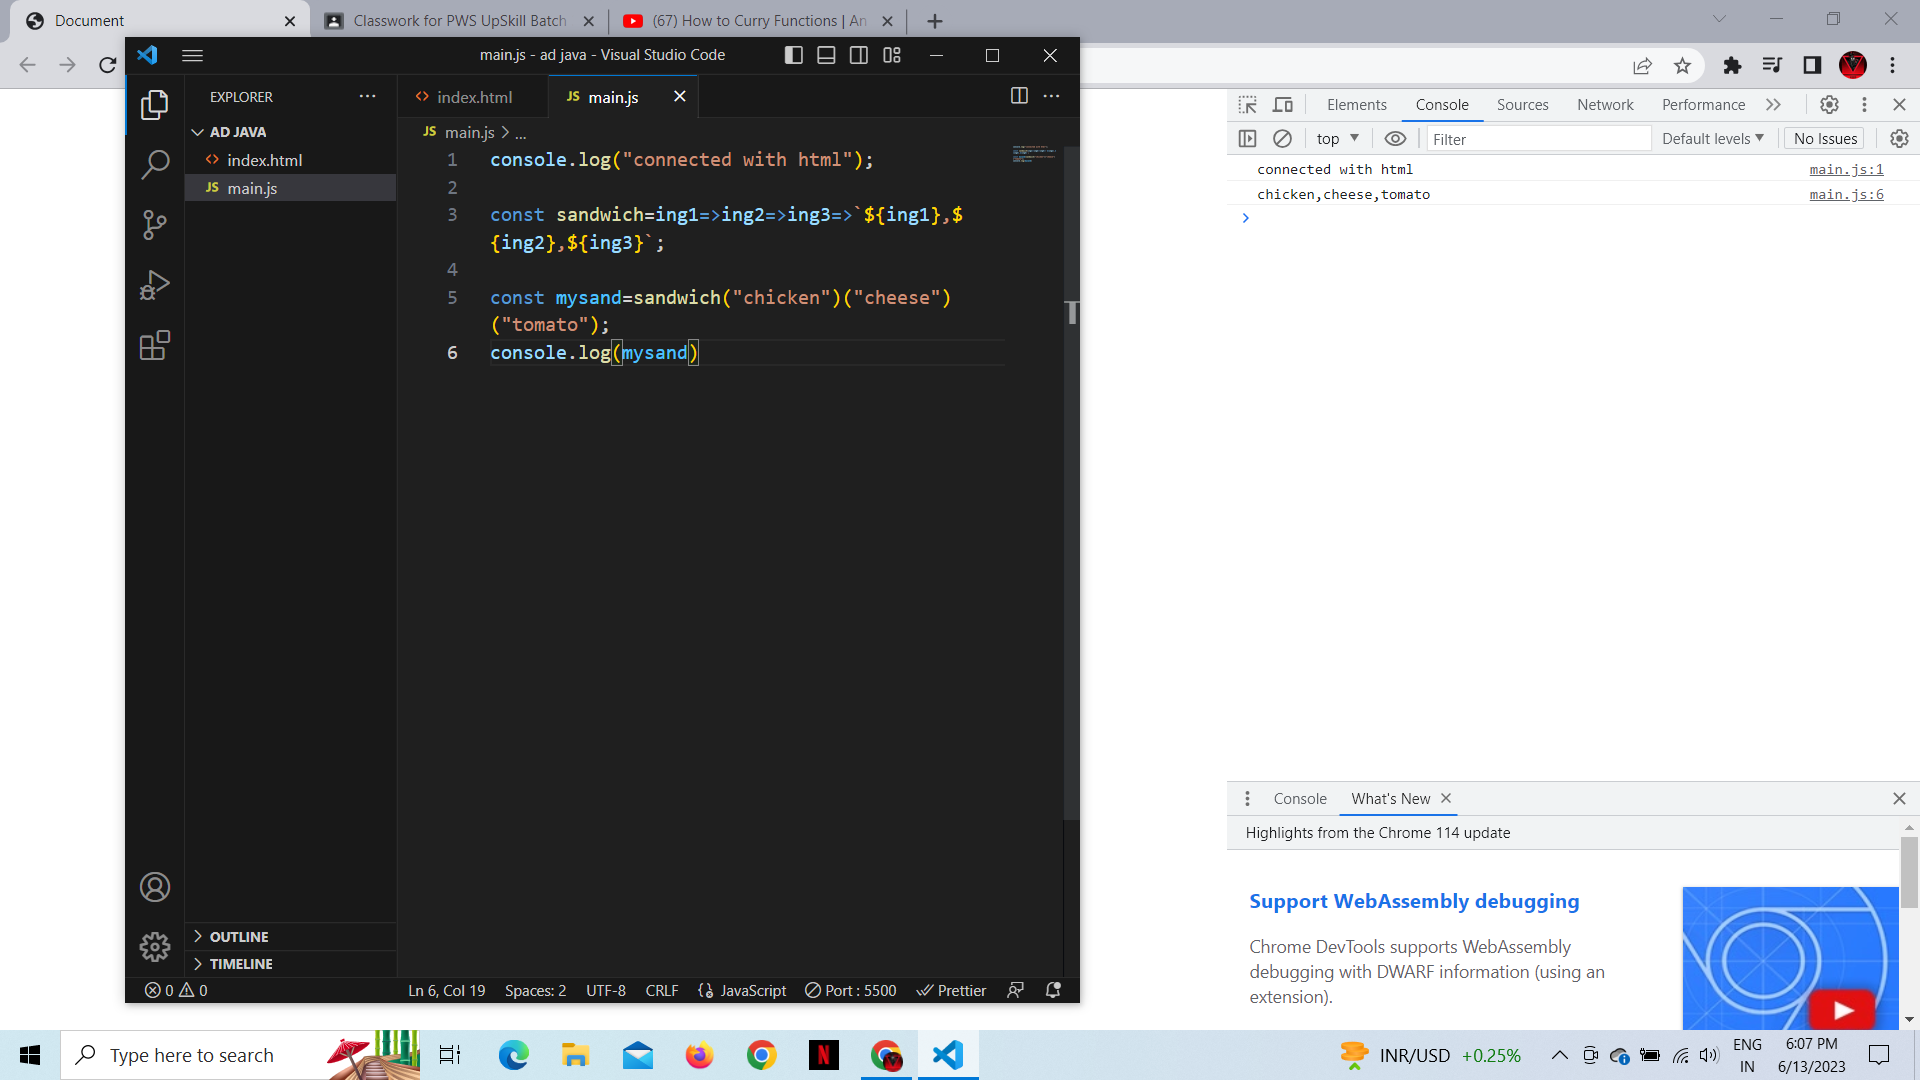 Document
Classwork for PWS UpSkill Batch
(67) How to Curry Functions | An
main.js - ad java - Visual Studio Code
EXPLORER
AD JAVA
index.html
JS main.js
index.html
JS main.js
JS main.js > ...
1 console.log("connected with html");
2
3 const sandwich=ing1=>ing2=>ing3=>`${ing1},$
{ing2},${ing3}`;
4
5 const mysand=sandwich("chicken")("cheese")
("tomato");
6 console.log(mysand)
OUTLINE
TIMELINE
0 0
Ln 6, Col 19 Spaces: 2 UTF-8 CRLF JavaScript Port : 5500 Prettier
Elements Console Sources Network Performance
top Filter Default levels No Issues
connected with html main.js:1
chicken,cheese,tomato main.js:6
Console What's New
Highlights from the Chrome 114 update
Support WebAssembly debugging
Chrome DevTools supports WebAssembly
debugging with DWARF information (using an
extension).
Type here to search
N
INR/USD +0.25%
ENG
IN
6:07 PM
6/13/2023